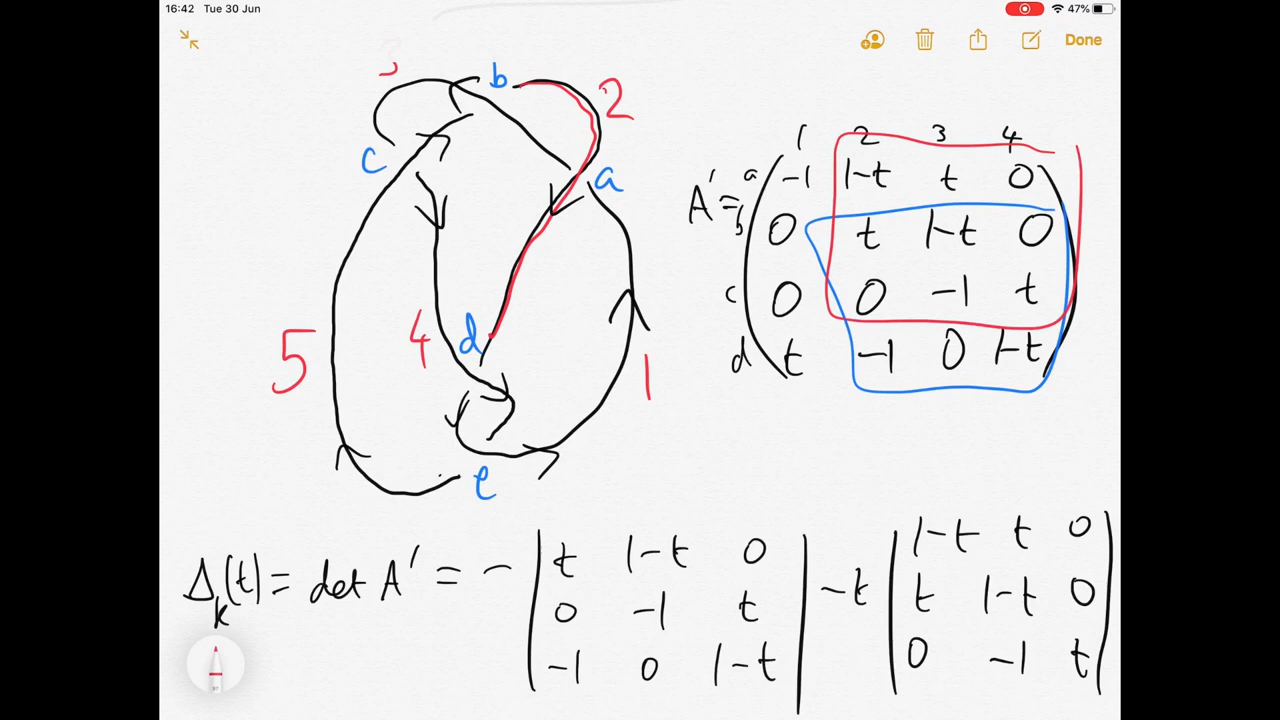 16:42 Tue 30 Jun 47%
Done
3 b 2
c a
1 2 3 4
A' = a -1 1-t t 0
b 0 t 1-t 0
c 0 0 -1 t
d t -1 0 1-t
5 4 d 1
e
Δk(t) = det A' = - | t 1-t 0 | -t | 1-t t 0 |
| 0 -1 t | | t 1-t 0 |
| -1 0 1-t | | 0 -1 t |